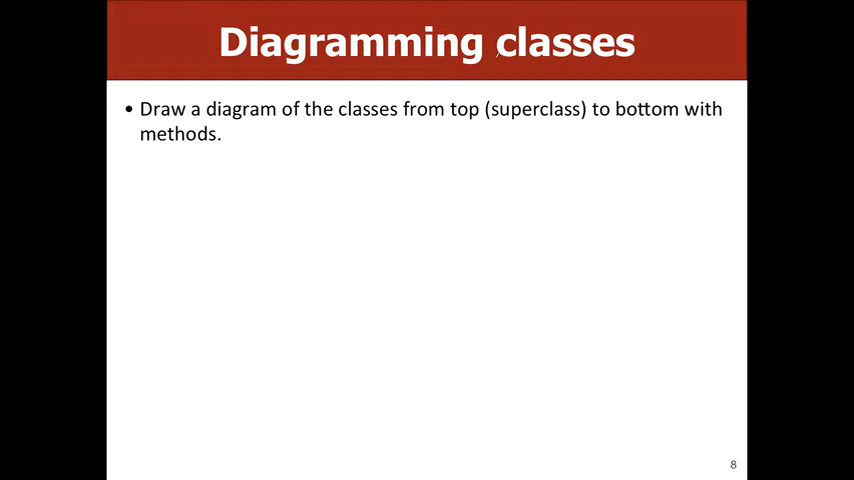 Diagramming classes
• Draw a diagram of the classes from top (superclass) to bottom with
methods.
8